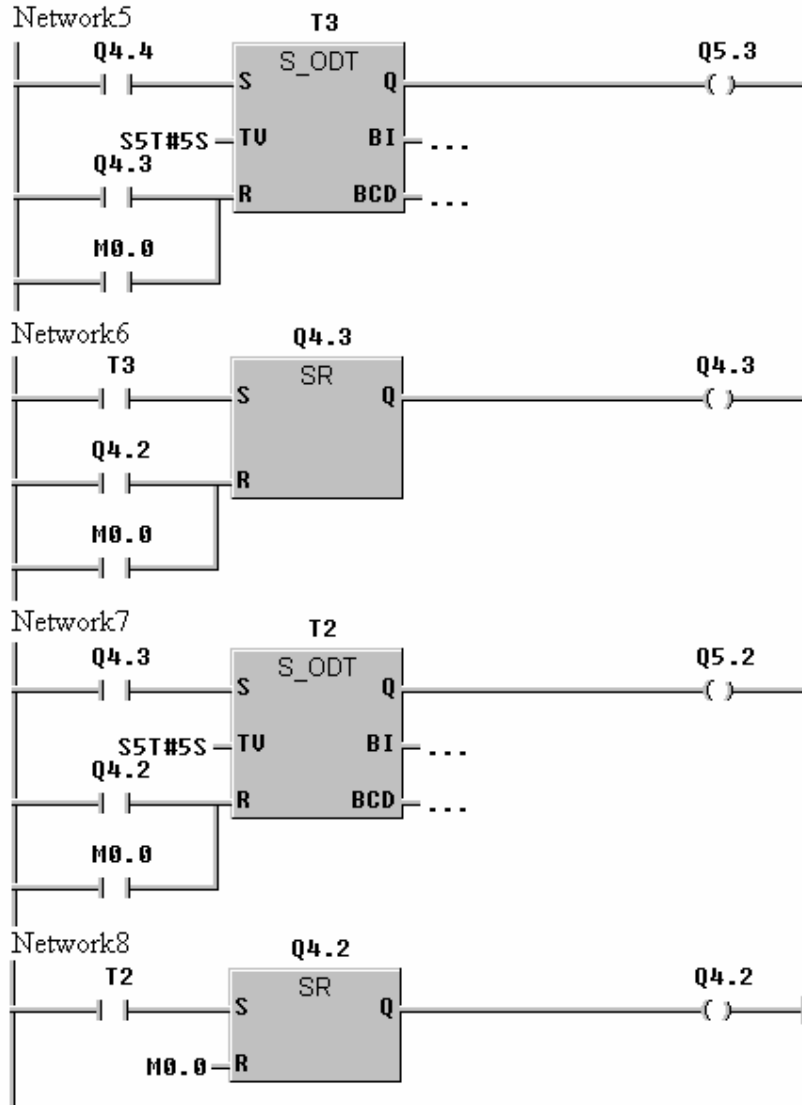 Network5
T3
Q4.4
S_ODT
Q5.3
S Q
S5T#5S TV BI ...
Q4.3
R BCD ...
M0.0
Network6
Q4.3
T3
SR
Q4.3
S Q
Q4.2
R
M0.0
Network7
T2
Q4.3
S_ODT
Q5.2
S Q
S5T#5S TV BI ...
Q4.2
R BCD ...
M0.0
Network8
Q4.2
T2
SR
Q4.2
S Q
M0.0 R